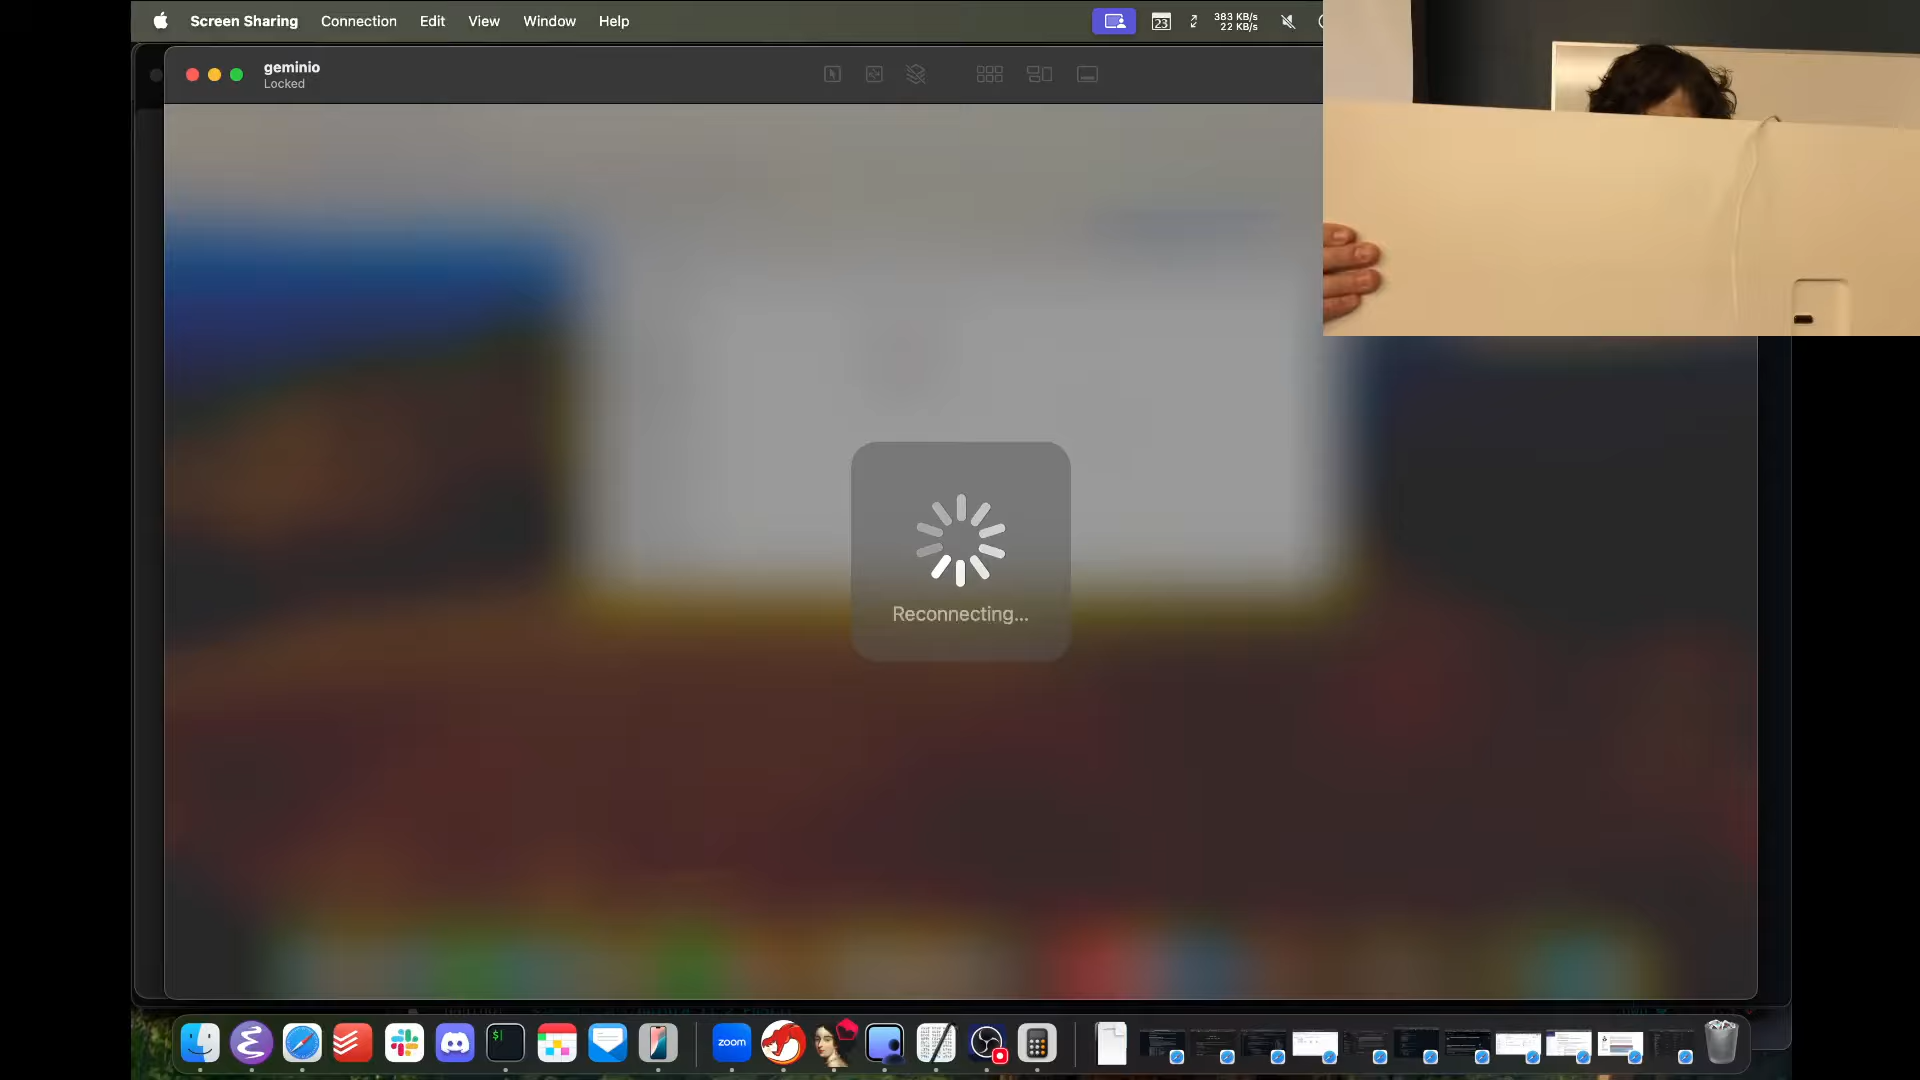 Screen Sharing Connection Edit View Window Help
23
383 KB/s
22 KB/s
geminio
Locked
Reconnecting...
$
zoom